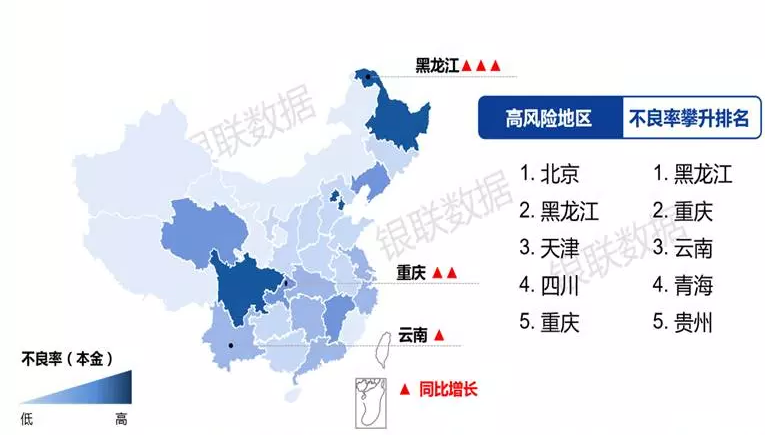 黑龙江▲▲▲
银联数据
高风险地区 不良率攀升排名
1. 北京 1. 黑龙江
银联数据
2. 黑龙江 2. 重庆
银联数据
3. 天津 3. 云南
重庆▲▲
4. 四川 4. 青海
5. 重庆 5. 贵州
云南▲
不良率（本金）
▲ 同比增长
低 高